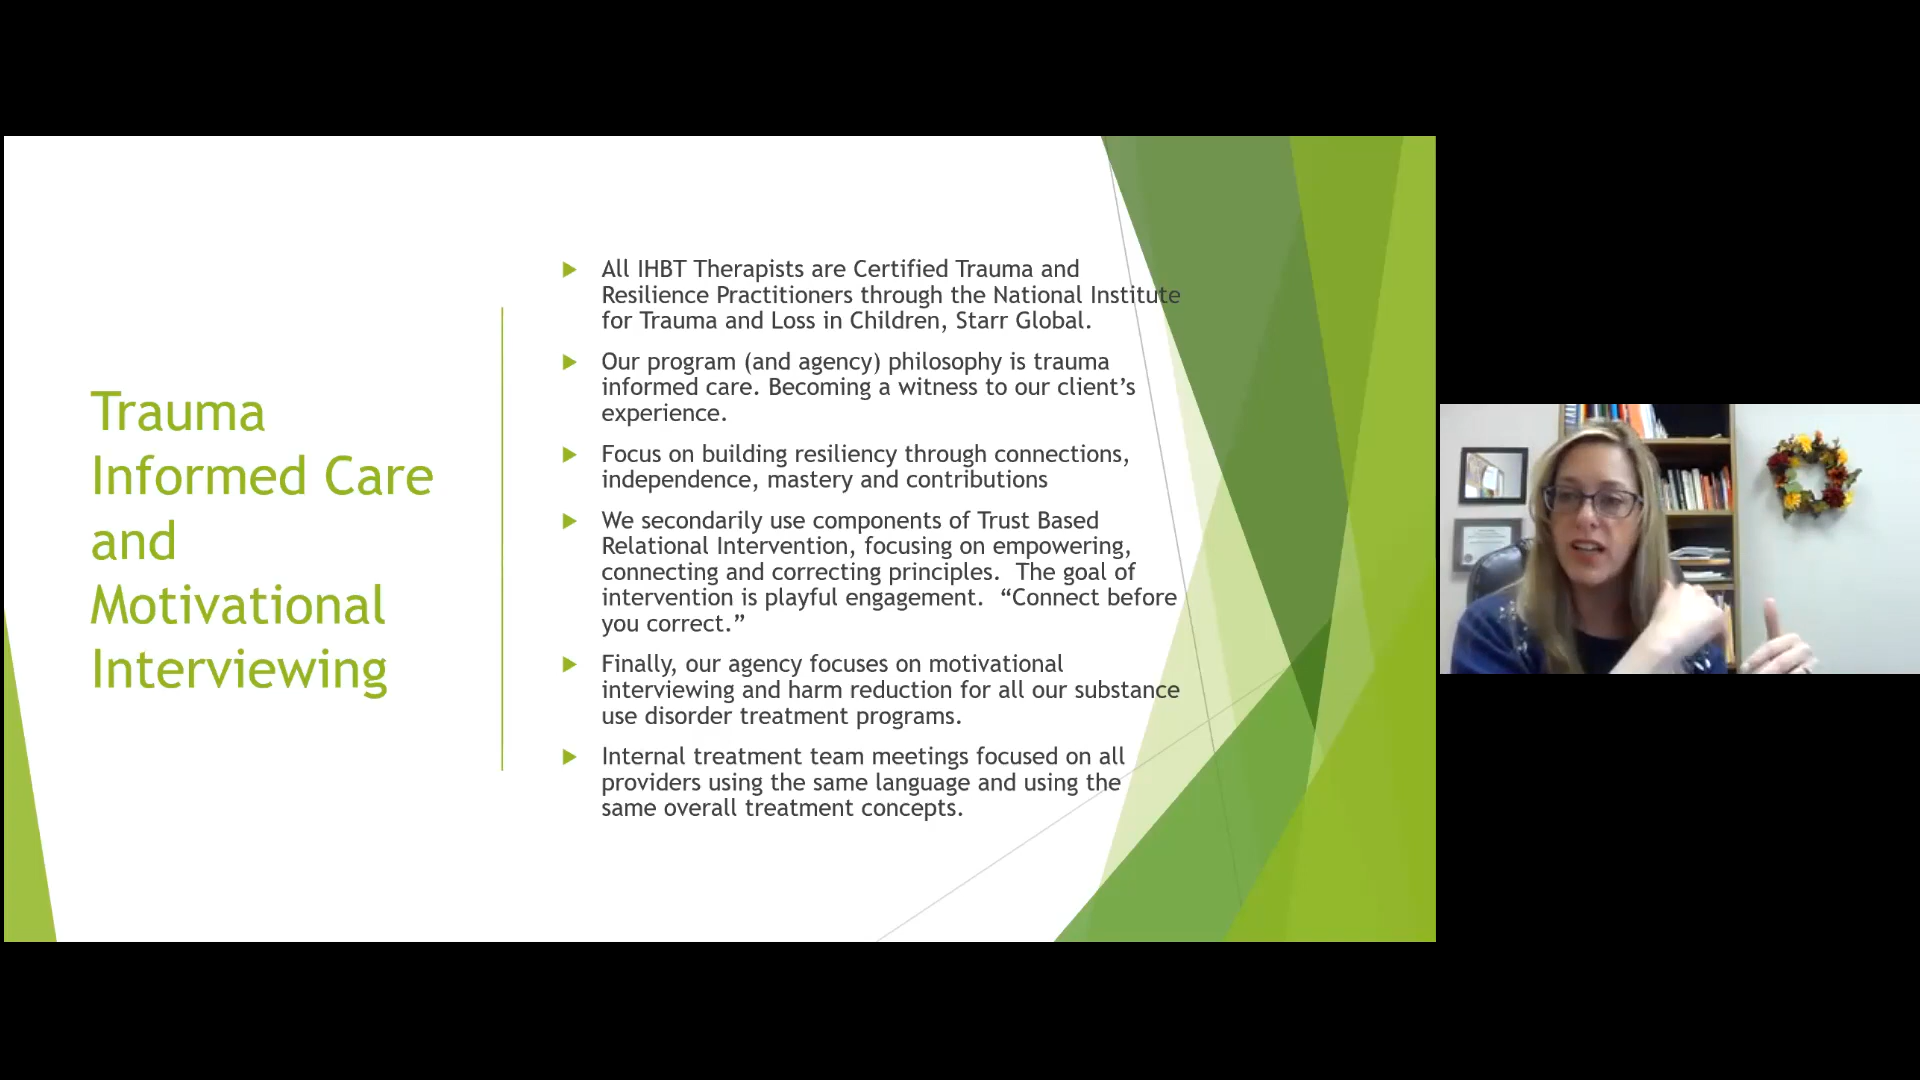 Trauma
Informed Care
and
Motivational
Interviewing
All IHBT Therapists are Certified Trauma and
Resilience Practitioners through the National Institute
for Trauma and Loss in Children, Starr Global.
Our program (and agency) philosophy is trauma
informed care. Becoming a witness to our client’s
experience.
Focus on building resiliency through connections,
independence, mastery and contributions
We secondarily use components of Trust Based
Relational Intervention, focusing on empowering,
connecting and correcting principles.  The goal of
intervention is playful engagement.  “Connect before
you correct.”
Finally, our agency focuses on motivational
interviewing and harm reduction for all our substance
use disorder treatment programs.
Internal treatment team meetings focused on all
providers using the same language and using the
same overall treatment concepts.